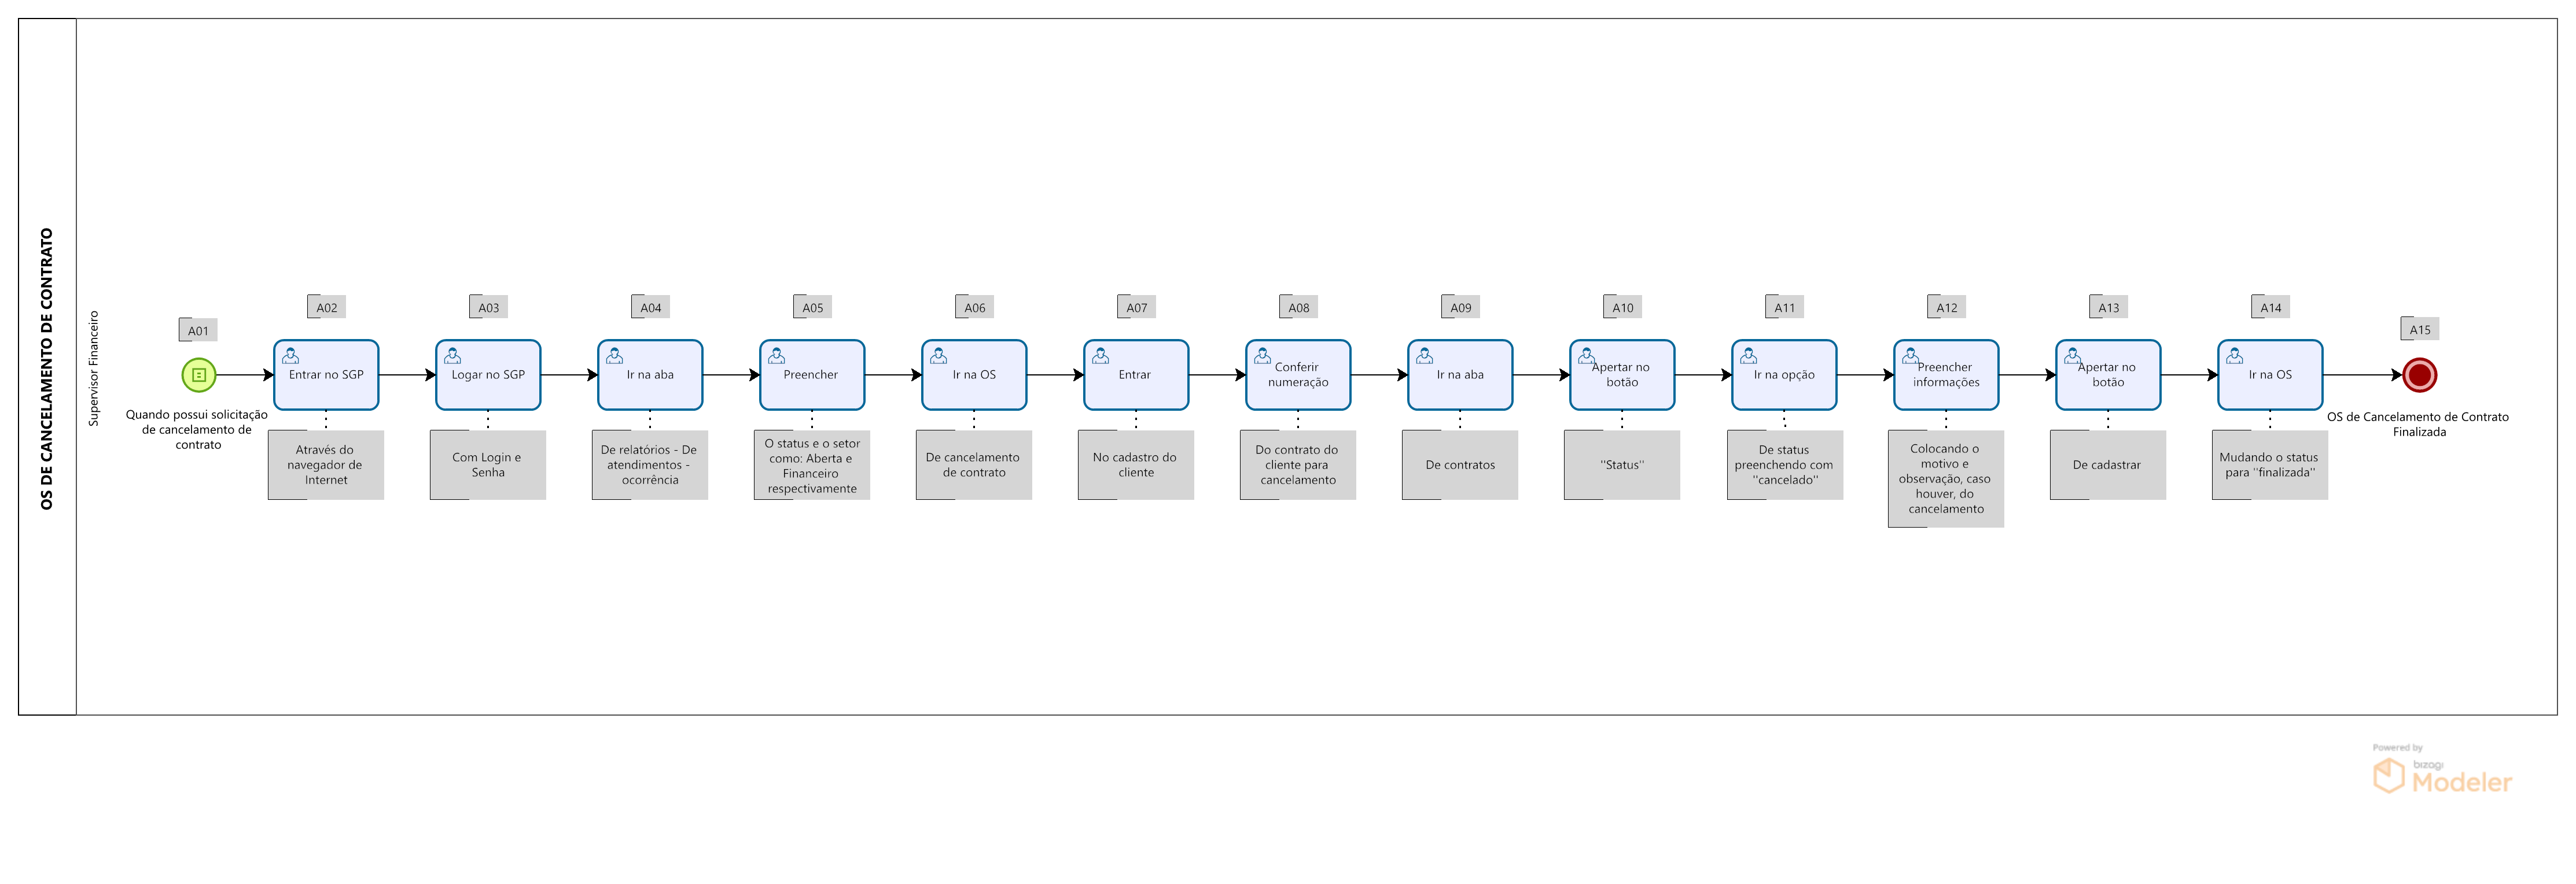 OS DE CANCELAMENTO DE CONTRATO
Supervisor Financeiro
A01
Quando possui solicitação
de cancelamento de
contrato
A02
Entrar no SGP
Através do
navegador de
Internet
A03
Logar no SGP
Com Login e
Senha
A04
Ir na aba
De relatórios - De
atendimentos -
ocorrência
A05
Preencher
O status e o setor
como: Aberta e
Financeiro
respectivamente
A06
Ir na OS
De cancelamento
de contrato
A07
Entrar
No cadastro do
cliente
A08
Conferir
numeração
Do contrato do
cliente para
cancelamento
A09
Ir na aba
De contratos
A10
Apertar no
botão
"Status"
A11
Ir na opção
De status
preenchendo com
"cancelado"
A12
Preencher
informações
Colocando o
motivo e
observação, caso
houver, do
cancelamento
A13
Apertar no
botão
De cadastrar
A14
Ir na OS
Mudando o status
para "finalizada"
A15
OS de Cancelamento de Contrato
Finalizada
Powered by
bizagi
Modeler